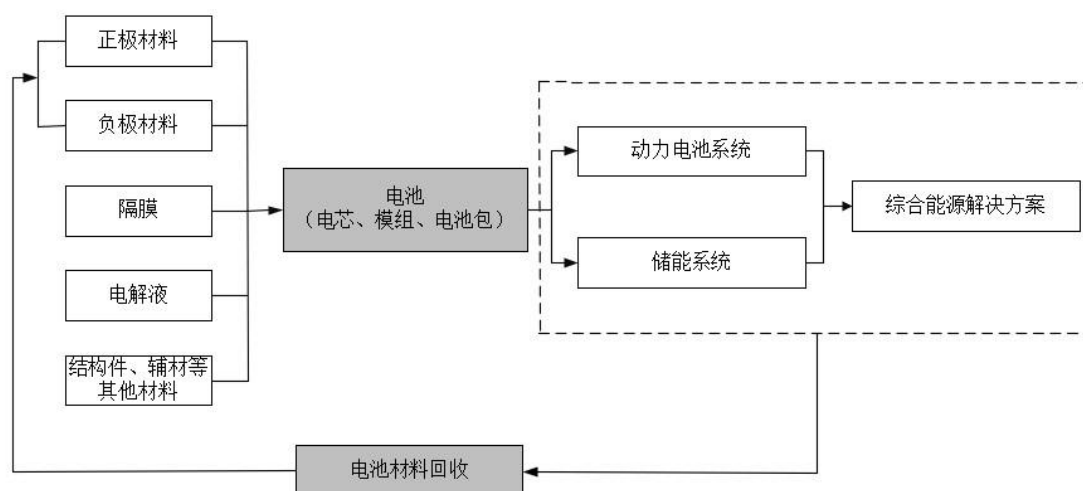 正极材料
负极材料
隔膜
电解液
结构件、辅材等
其他材料
电池
（电芯、模组、电池包）
动力电池系统
储能系统
综合能源解决方案
电池材料回收